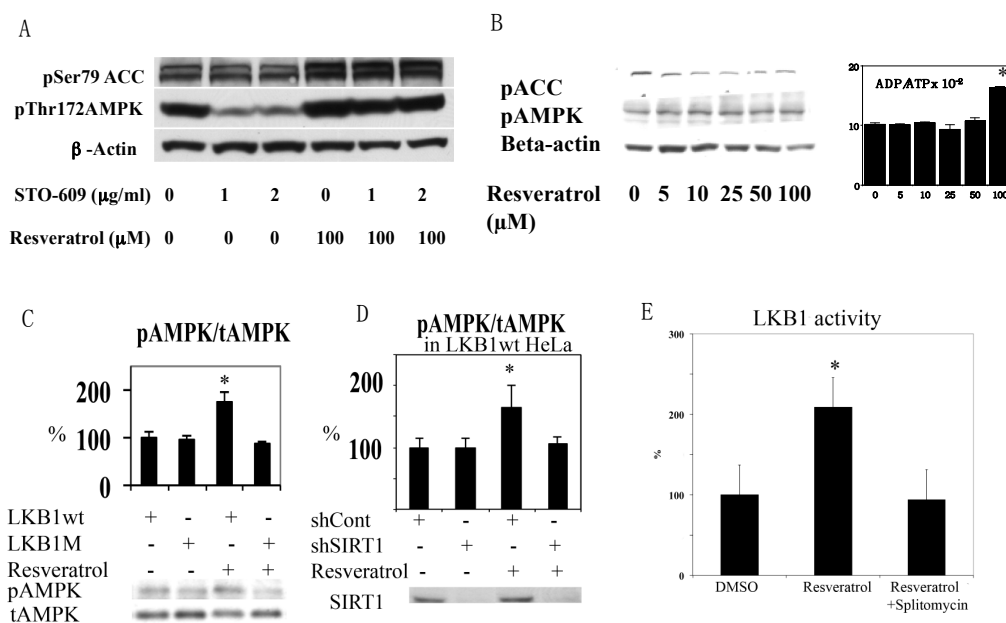 A
pSer79 ACC
pThr172AMPK
β -Actin
STO-609 (μg/ml) 0 1 2 0 1 2
Resveratrol (μM) 0 0 0 100 100 100
B
pACC
pAMPK
Beta-actin
Resveratrol 0 5 10 25 50 100
(μM)
20
10
0
ADP/ATP x 10-2
*
0 5 10 25 50 100
C
pAMPK/tAMPK
200
%
100
0
*
LKB1wt + - + -
LKB1M - + - +
Resveratrol - - + +
pAMPK
tAMPK
D
pAMPK/tAMPK
in LKB1wt HeLa
200
%
100
0
*
shCont + - + -
shSIRT1 - + - +
Resveratrol - - + +
SIRT1
E
LKB1 activity
300
200
%
100
0
*
DMSO Resveratrol Resveratrol
+Splitomycin